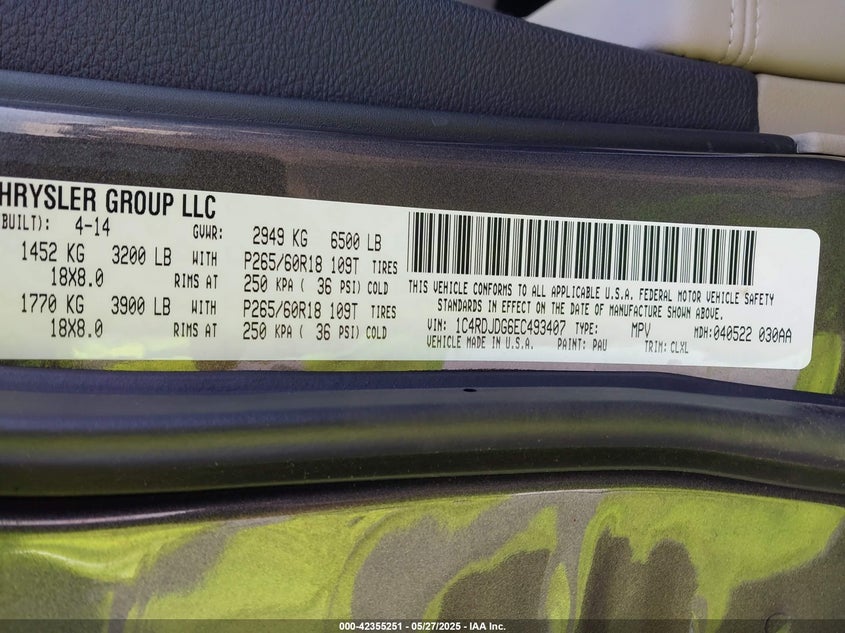 HRYSLER GROUP LLC
BUILT): 4-14 GVWR: 2949 KG 6500 LB
1452 KG 3200 LB WITH P265/60R18 109T TIRES
18X8.0 RIMS AT 250 KPA ( 36 PSI) COLD
1770 KG 3900 LB WITH P265/60R18 109T TIRES
18X8.0 RIMS AT 250 KPA ( 36 PSI) COLD
THIS VEHICLE CONFORMS TO ALL APPLICABLE U.S.A. FEDERAL MOTOR VEHICLE SAFETY
STANDARDS IN EFFECT ON THE DATE OF MANUFACTURE SHOWN ABOVE.
VIN: 1C4RDJDG6EC493407 TYPE: MPV MDH:040522 030AA
VEHICLE MADE IN U.S.A. PAINT: PAU TRIM: CLXL
000-42355251 - 05/27/2025 - IAA Inc.